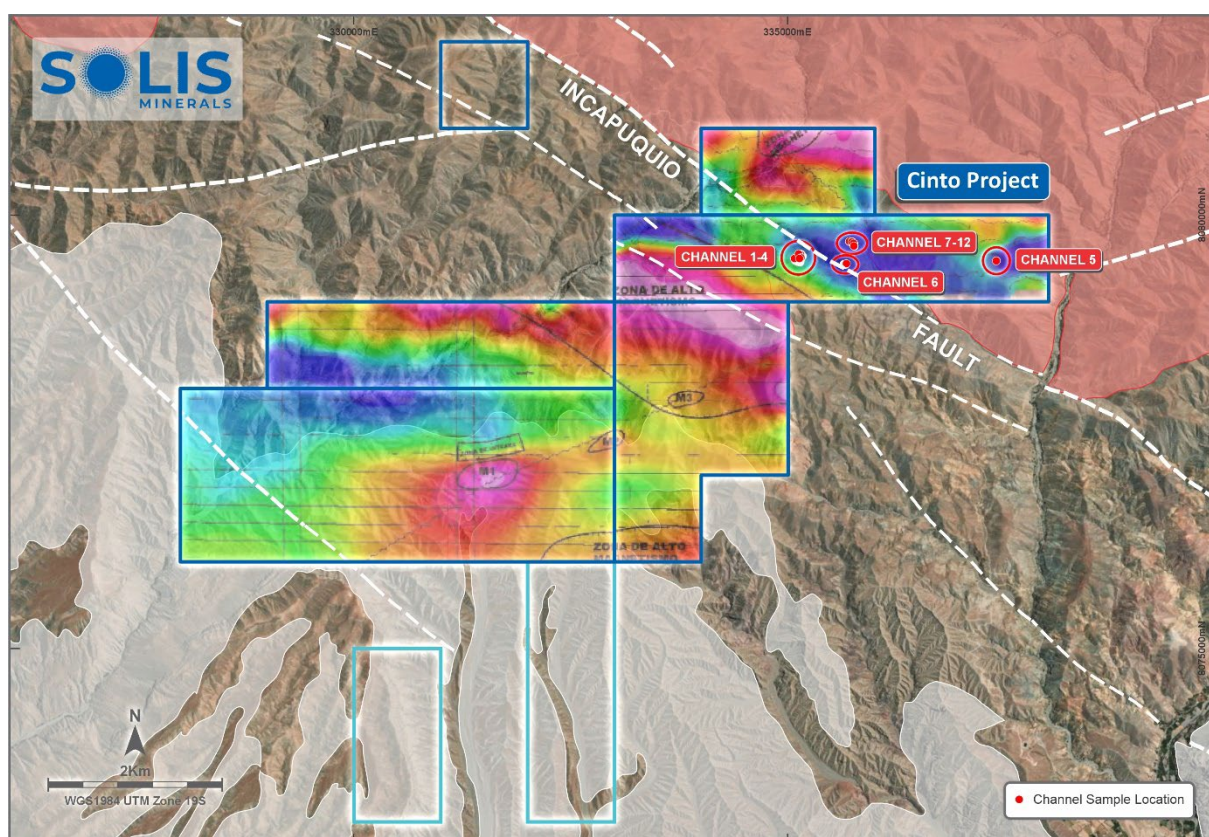 330000mE
335000mE
SOLIS
MINERALS
INCAPUQUIO
Cinto Project
8080000mN
CHANNEL 7-12
CHANNEL 1-4
CHANNEL 5
CHANNEL 6
ZONA DE ALTO
FAULT
M3
M1
ZONA DE ALTO
MAGNETISMO
8075000mN
N
2Km
WGS1984 UTM Zone 19S
Channel Sample Location